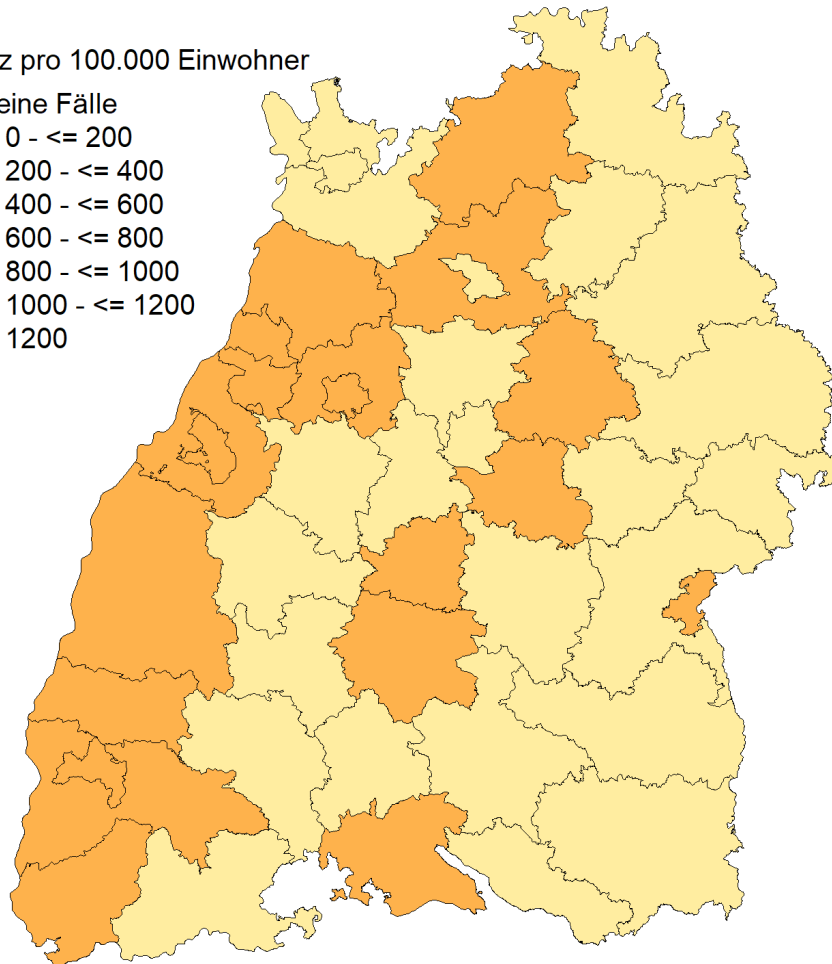 z pro 100.000 Einwohner
eine Fälle
0 - <= 200
200 - <= 400
400 - <= 600
600 - <= 800
800 - <= 1000
1000 - <= 1200
1200